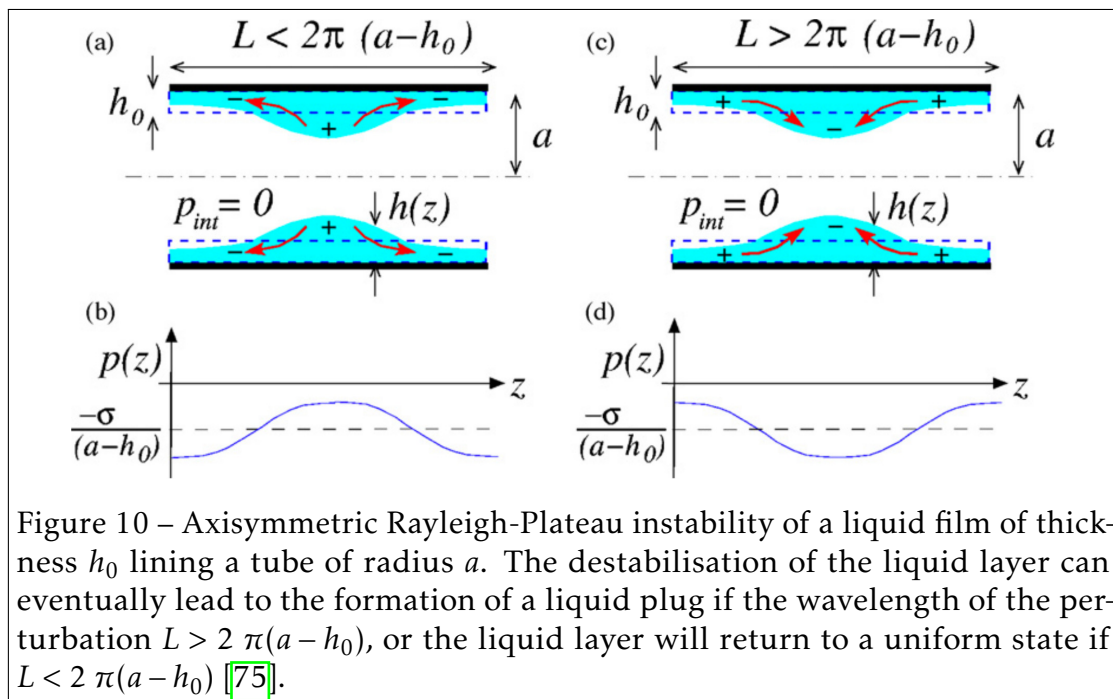 (a) L < 2π (a−h₀)
(c) L > 2π (a−h₀)
h₀
− + −
a
h₀
+ − +
a
p_int = 0
h(z)
− + −
p_int = 0
h(z)
+ − +
(b)
p(z)
z
−σ
(a−h₀)
(d)
p(z)
z
−σ
(a−h₀)
Figure 10 – Axisymmetric Rayleigh-Plateau instability of a liquid film of thick-
ness h₀ lining a tube of radius a. The destabilisation of the liquid layer can
eventually lead to the formation of a liquid plug if the wavelength of the per-
turbation L > 2 π(a − h₀), or the liquid layer will return to a uniform state if
L < 2 π(a − h₀) [75].